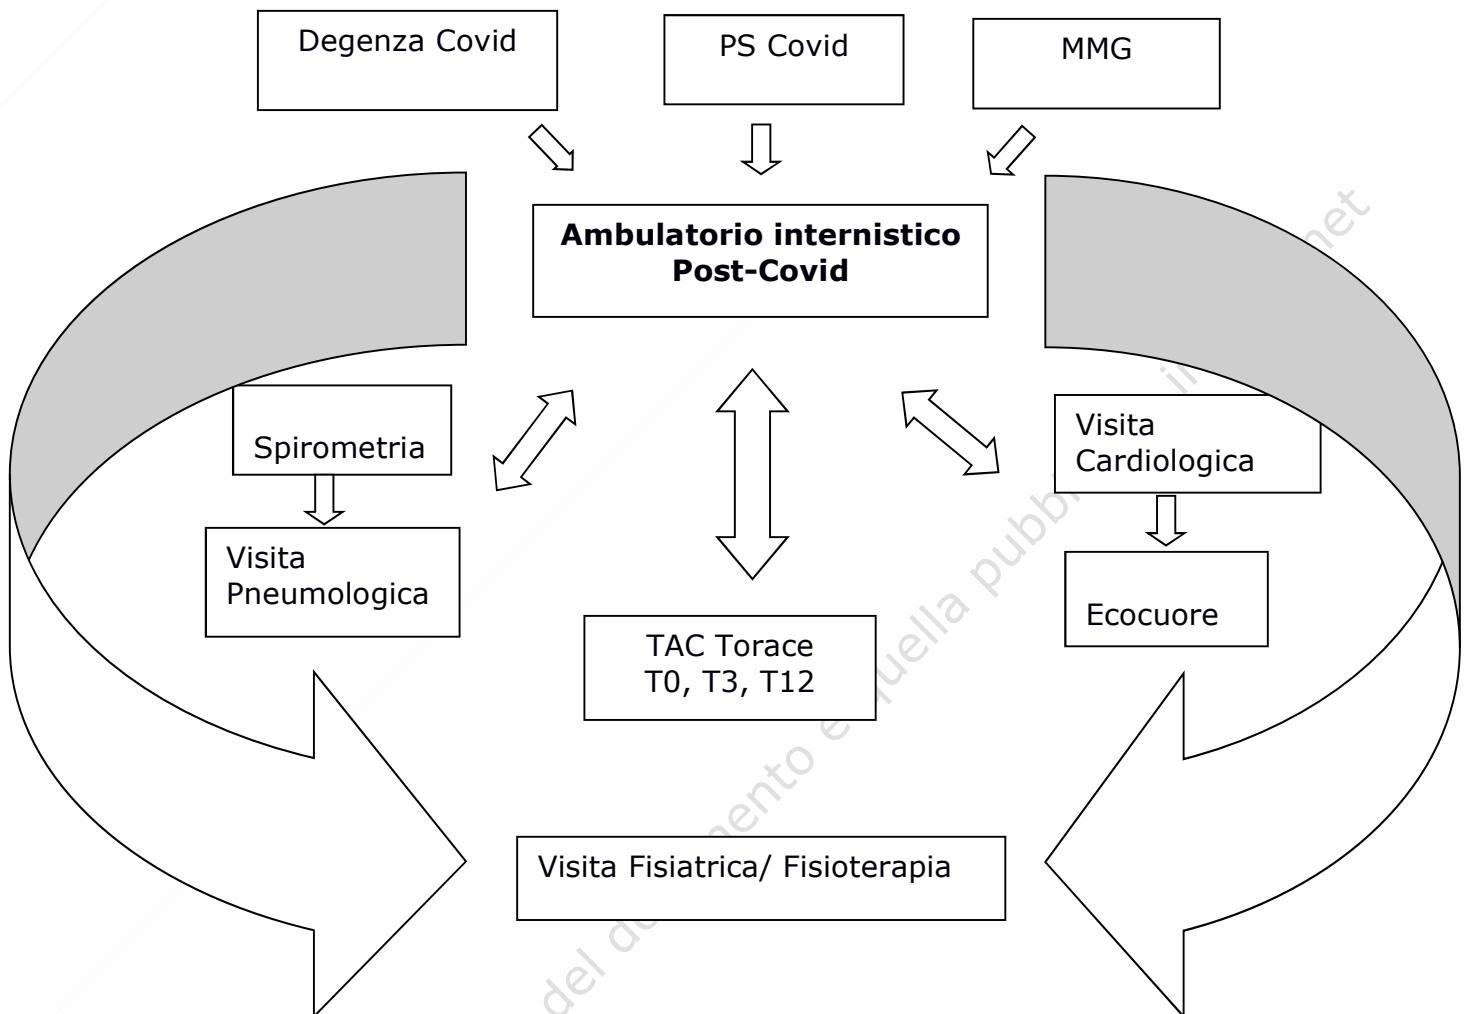 Degenza Covid
PS Covid
MMG
Ambulatorio internistico
Post-Covid
Spirometria
Visita
Pneumologica
TAC Torace
T0, T3, T12
Visita
Cardiologica
Ecocuore
Visita Fisiatrica/ Fisioterapia